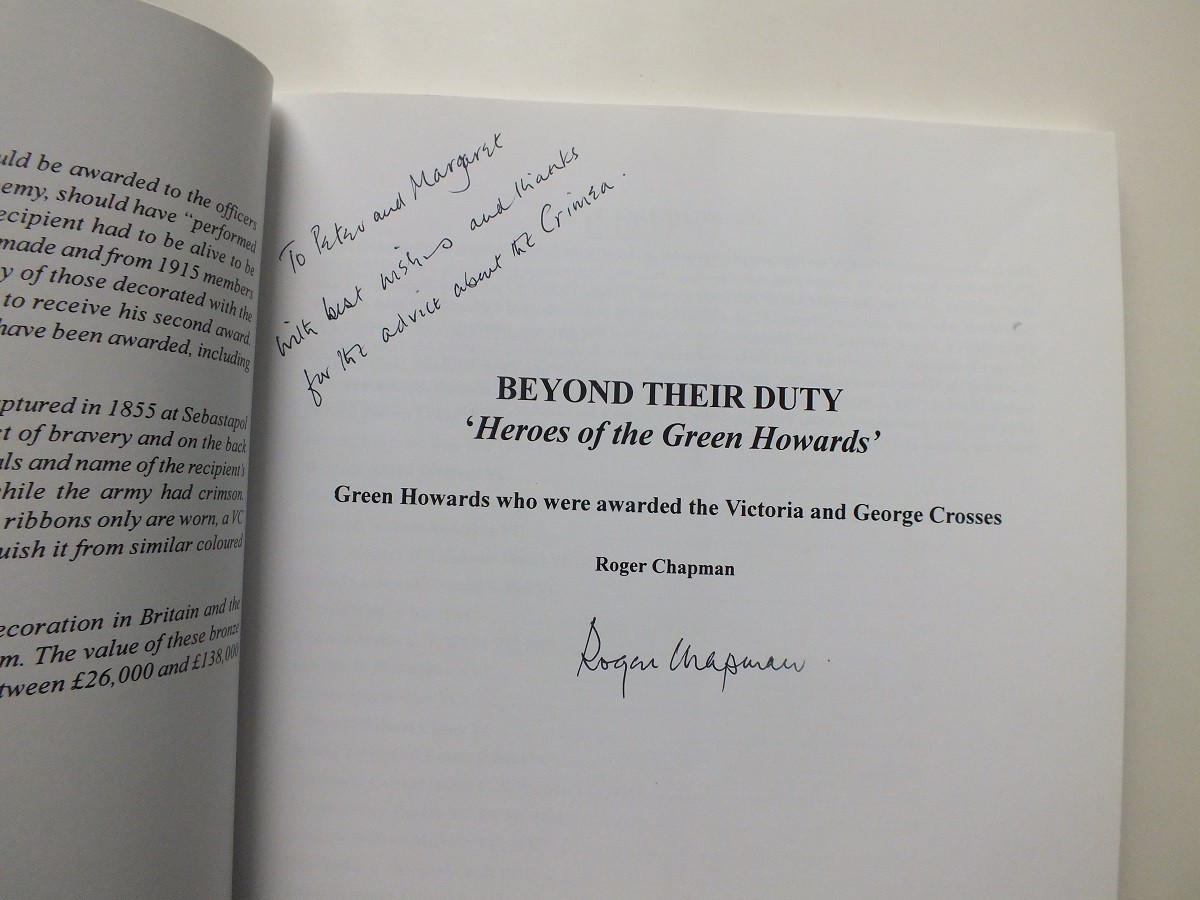 uld be awarded to the officers
emy, should have "performed
ecipient had to be alive to be
made and from 1915 members
y of those decorated with the
to receive his second award.
have been awarded, including
ptured in 1855 at Sebastapol
t of bravery and on the back
als and name of the recipient's
hile the army had crimson.
ribbons only are worn, a VC
uish it from similar coloured
ecoration in Britain and the
m. The value of these bronze
tween £26,000 and £138,000
To Peter and Margaret
with best wishes and thanks
for the advice about the Crimea.
BEYOND THEIR DUTY
‘Heroes of the Green Howards’
Green Howards who were awarded the Victoria and George Crosses
Roger Chapman
Roger Chapman